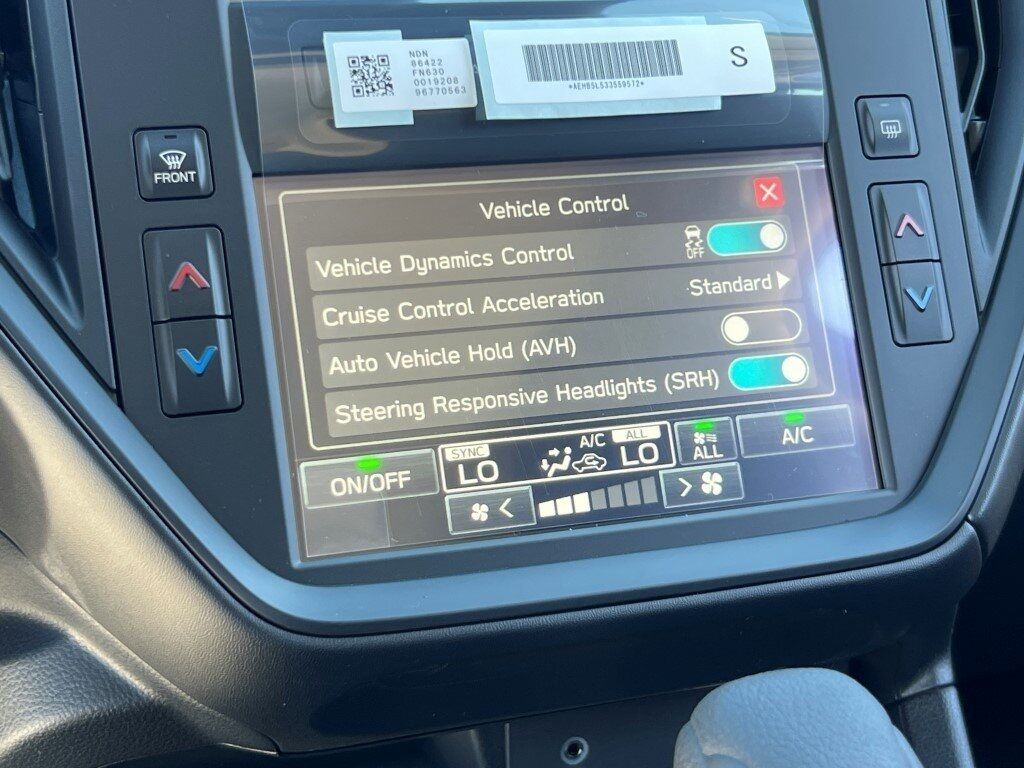 NDN
86422
FN630
0019208
96770563
*AEHB5L533559572*
S
FRONT
Vehicle Control
Vehicle Dynamics Control
OFF
Cruise Control Acceleration
Standard
Auto Vehicle Hold (AVH)
Steering Responsive Headlights (SRH)
ON/OFF
SYNC
LO
A/C
ALL
LO
ALL
A/C